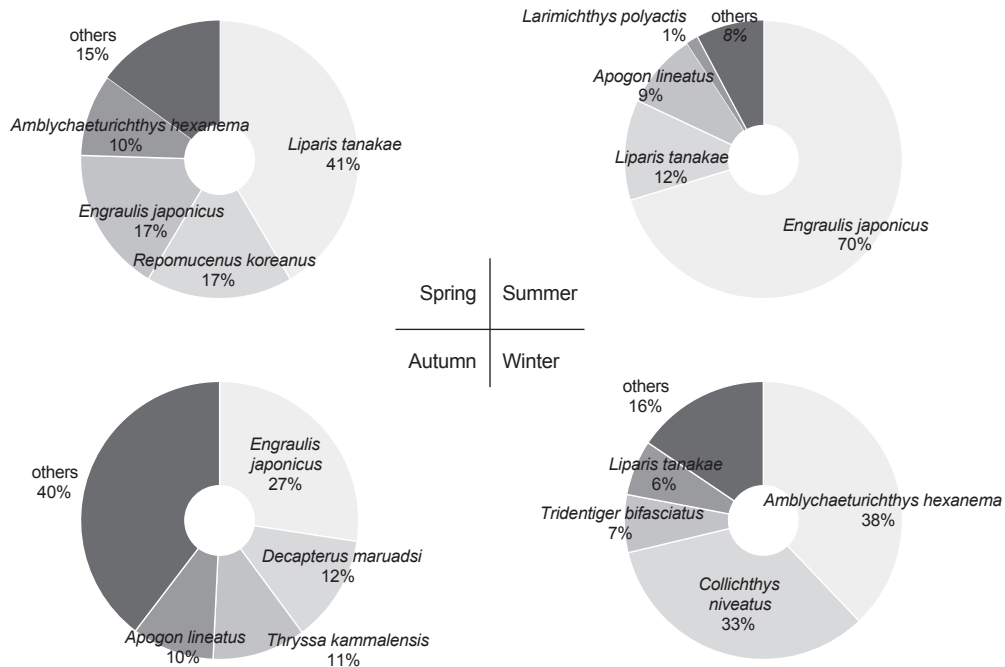 others
15%
Amblychaeturichthys hexanema
10%
Engraulis japonicus
17%
Repomucenus koreanus
17%
Liparis tanakae
41%
Larimichthys polyactis
1%
others
8%
Apogon lineatus
9%
Liparis tanakae
12%
Engraulis japonicus
70%
Spring
Summer
Autumn
Winter
others
40%
Engraulis
japonicus
27%
Decapterus maruadsi
12%
Thryssa kammalensis
11%
Apogon lineatus
10%
others
16%
Liparis tanakae
6%
Tridentiger bifasciatus
7%
Collichthys
niveatus
33%
Amblychaeturichthys hexanema
38%